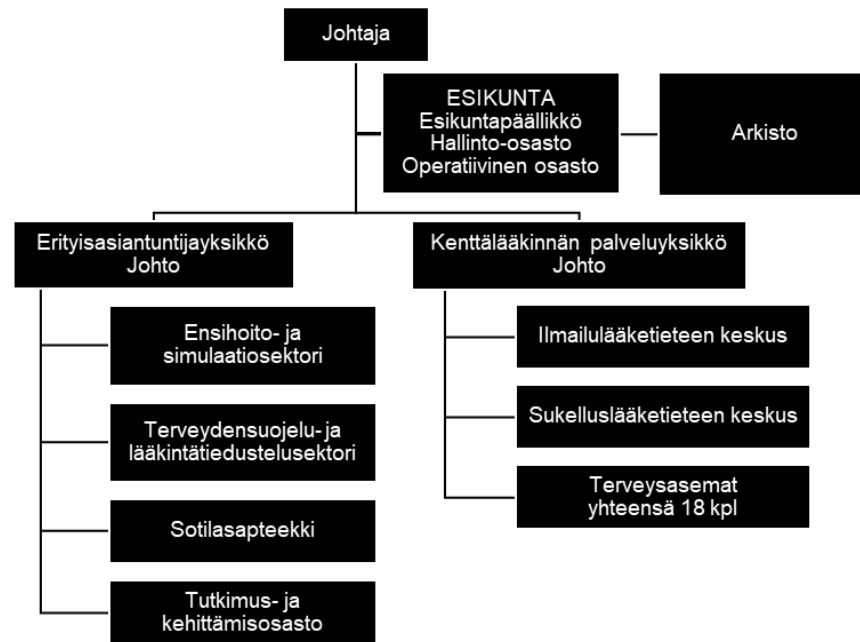 Johtaja
ESIKUNTA
Esikuntapäällikkö
Hallinto-osasto
Operatiivinen osasto
Arkisto
Erityisasiantuntijayksikkö
Johto
Kenttälääkinnän palveluyksikkö
Johto
Ensihoito- ja
simulaatiosektori
Terveydensuojelu- ja
lääkintätiedustelusektori
Sotilasapteekki
Tutkimus- ja
kehittämisosasto
Ilmailulääketieteen keskus
Sukelluslääketieteen keskus
Terveysasemat
yhteensä 18 kpl